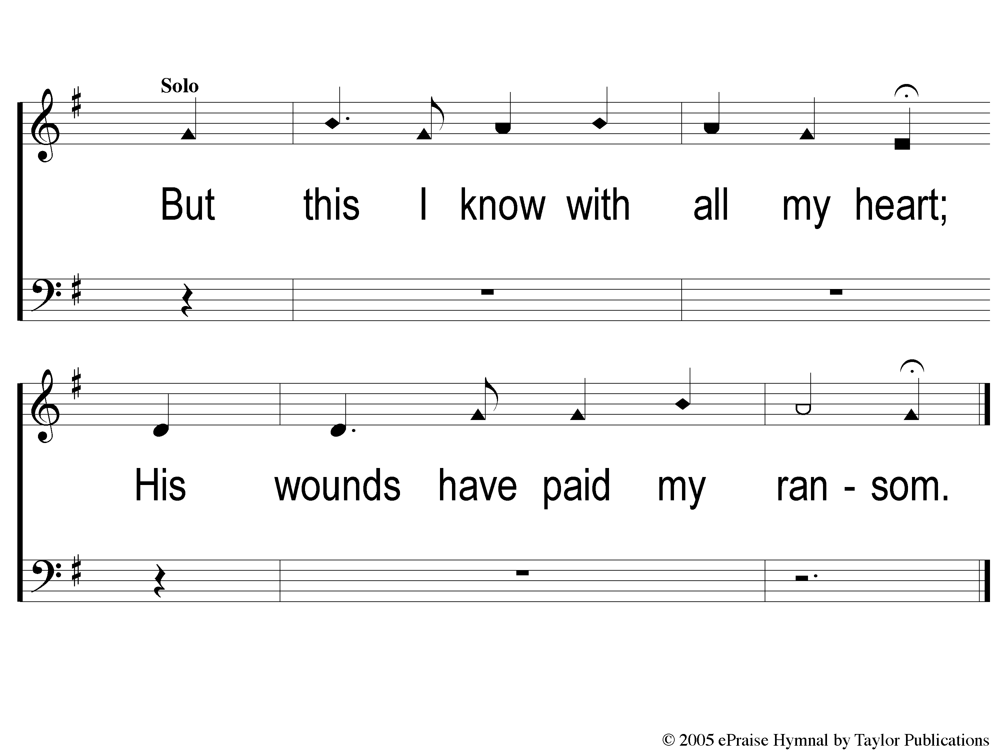 Solo
But this I know with all my heart;
His wounds have paid my ran - som.
© 2005 ePraise Hymnal by Taylor Publications